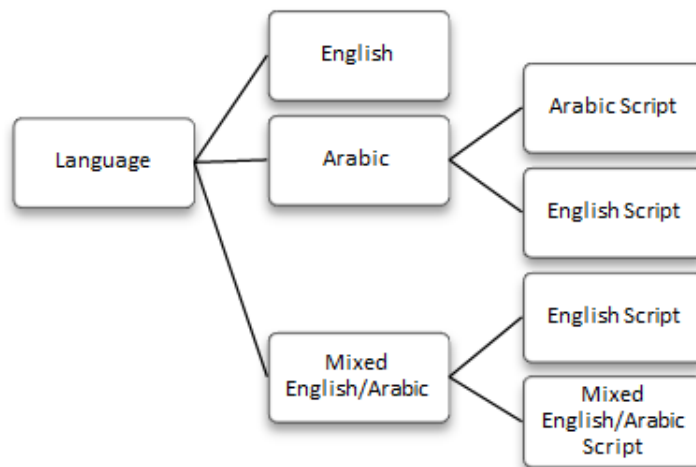 English
Arabic Script
Language
Arabic
English Script
English Script
Mixed
English/Arabic
Mixed
English/Arabic
Script